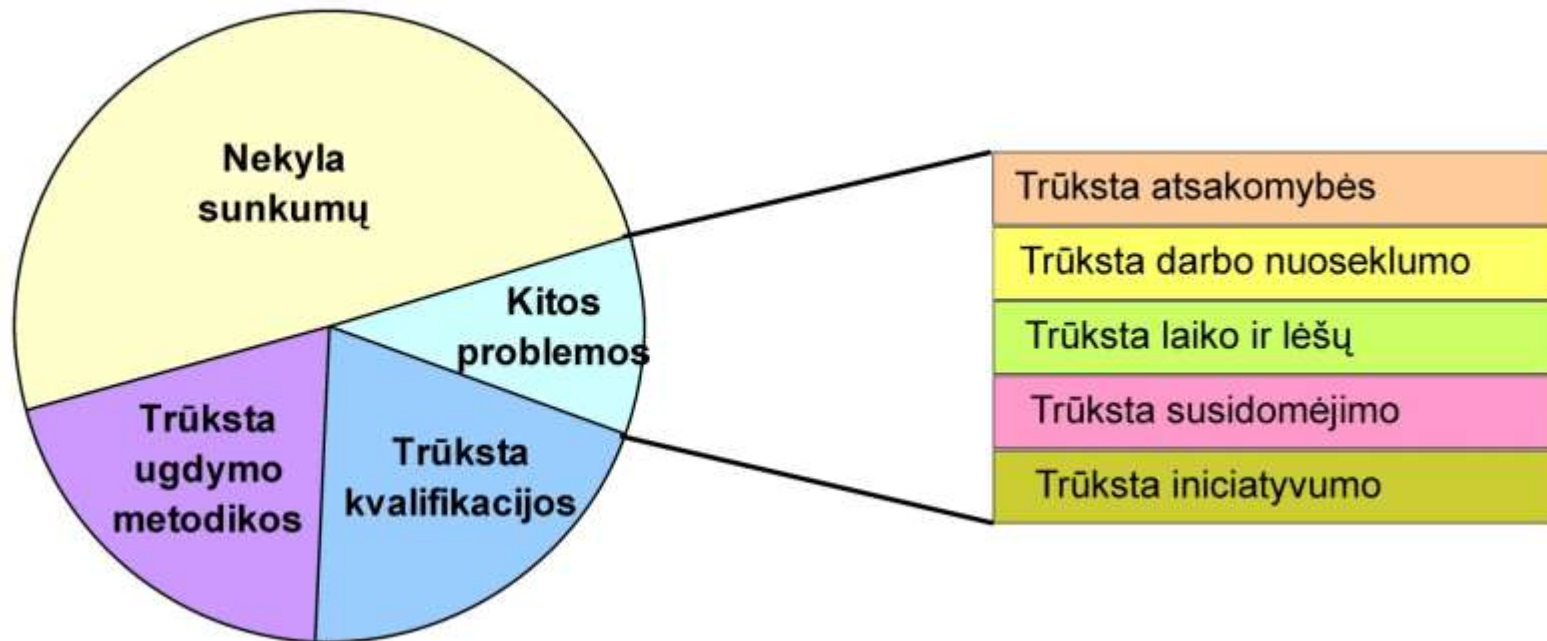 Nekyla
sunkumų
Kitos
problemos
Trūksta
kvalifikacijos
Trūksta
ugdymo
metodikos
Trūksta atsakomybės
Trūksta darbo nuoseklumo
Trūksta laiko ir lėšų
Trūksta susidomėjimo
Trūksta iniciatyvumo